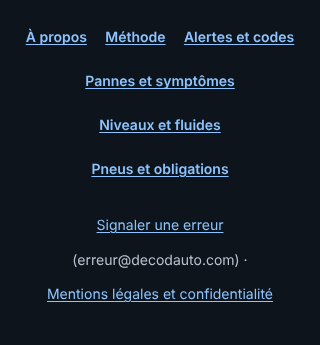 À propos Méthode Alertes et codes
Pannes et symptômes
Niveaux et fluides
Pneus et obligations
Signaler une erreur
(erreur@decodauto.com) ·
Mentions légales et confidentialité